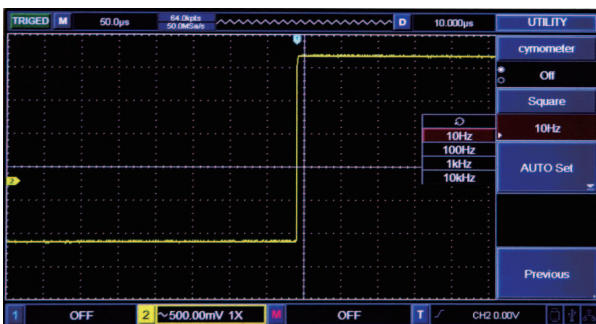 TRIGED M 50.0μs 64.0kpts 50.0MSa/s D 10.000μs UTILITY
cymometer
Off
Square
10Hz
10Hz
100Hz
1kHz
10kHz
AUTO Set
2
Previous
1 OFF 2 ~500.00mV 1X M OFF T CH2 0.00V